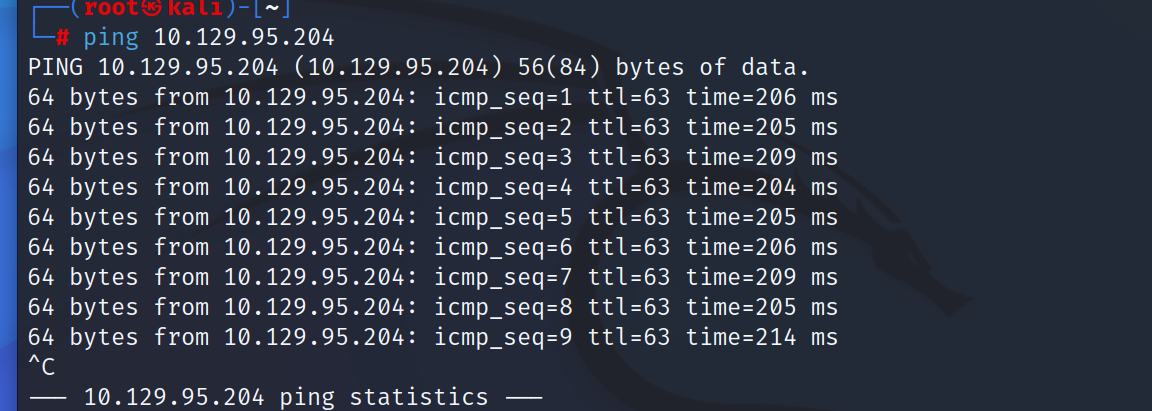 ┌──(root㉿kali)-[~]
└─# ping 10.129.95.204
PING 10.129.95.204 (10.129.95.204) 56(84) bytes of data.
64 bytes from 10.129.95.204: icmp_seq=1 ttl=63 time=206 ms
64 bytes from 10.129.95.204: icmp_seq=2 ttl=63 time=205 ms
64 bytes from 10.129.95.204: icmp_seq=3 ttl=63 time=209 ms
64 bytes from 10.129.95.204: icmp_seq=4 ttl=63 time=204 ms
64 bytes from 10.129.95.204: icmp_seq=5 ttl=63 time=205 ms
64 bytes from 10.129.95.204: icmp_seq=6 ttl=63 time=206 ms
64 bytes from 10.129.95.204: icmp_seq=7 ttl=63 time=209 ms
64 bytes from 10.129.95.204: icmp_seq=8 ttl=63 time=205 ms
64 bytes from 10.129.95.204: icmp_seq=9 ttl=63 time=214 ms
^C
--- 10.129.95.204 ping statistics ---